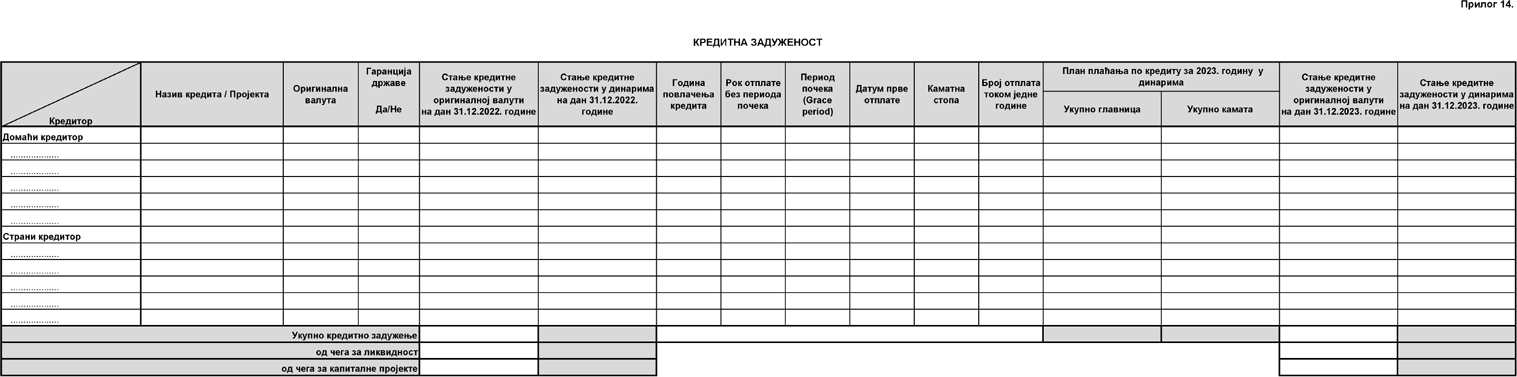 Прилог 14.
КРЕДИТНА ЗАДУЖЕНОСТ
Кредитор
Назив кредита / Пројекта
Оригинална
валута
Гаранција
државе
Да/Не
Стање кредитне
задужености у
оригиналној валути
на дан 31.12.2022. године
Стање кредитне
задужености у динарима
на дан 31.12.2022.
године
Година
повлачења
кредита
Рок отплате
без периода
почека
Период
почека
(Grace
period)
Датум прве
отплате
Каматна
стопа
Број отплата
током једне
године
План плаћања по кредиту за 2023. годину у
динарима
Укупно главница
Укупно камата
Стање кредитне
задужености у
оригиналној валути
на дан 31.12.2023. године
Стање кредитне
задужености у динарима
на дан 31.12.2023. године
Домаћи кредитор
...................
...................
...................
...................
...................
Страни кредитор
...................
...................
...................
...................
...................
Укупно кредитно задужење
од чега за ликвидност
од чега за капиталне пројекте